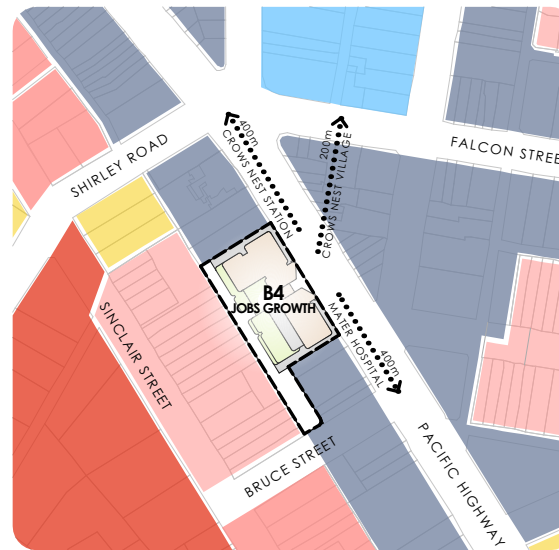 400m
CROWS NEST STATION
200m
CROWS NEST VILLAGE
FALCON STREE
SHIRLEY ROAD
B4
JOBS GROWTH
SINCLAIR STREET
MATER HOSPITAL
400m
BRUCE STREET
PACIFIC HIGHWAY